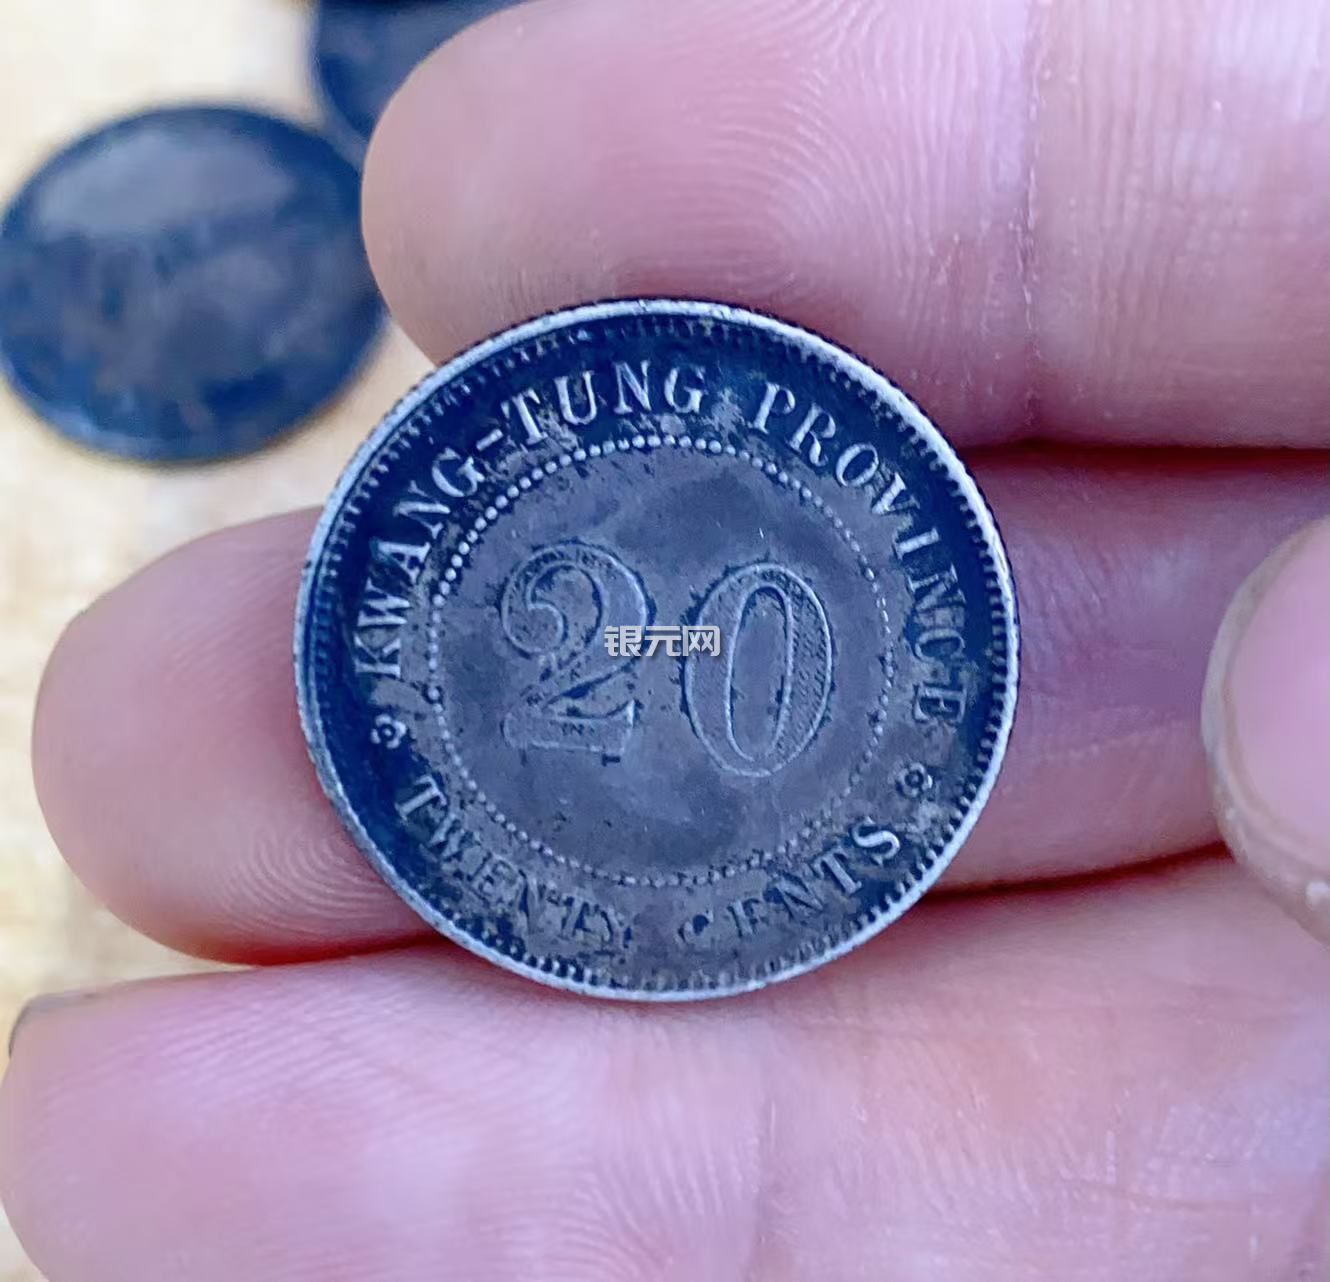 KWANG-TUNG PROVINCE
20
银元网
TWENTY CENTS